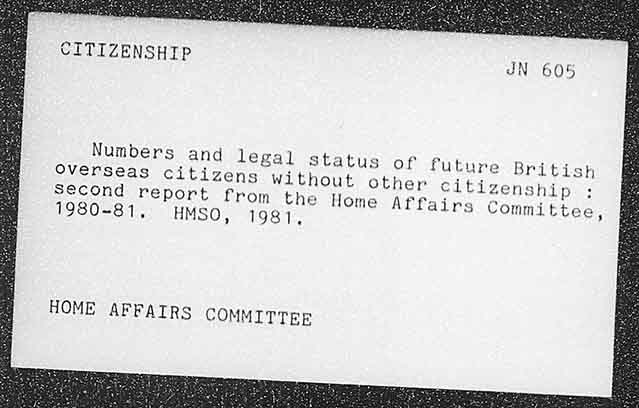 CITIZENSHIP
JN 605
Numbers and legal status of future British
overseas citizens without other citizenship :
second report from the Home Affairs Committee,
1980-81. HMSO, 1981.
HOME AFFAIRS COMMITTEE